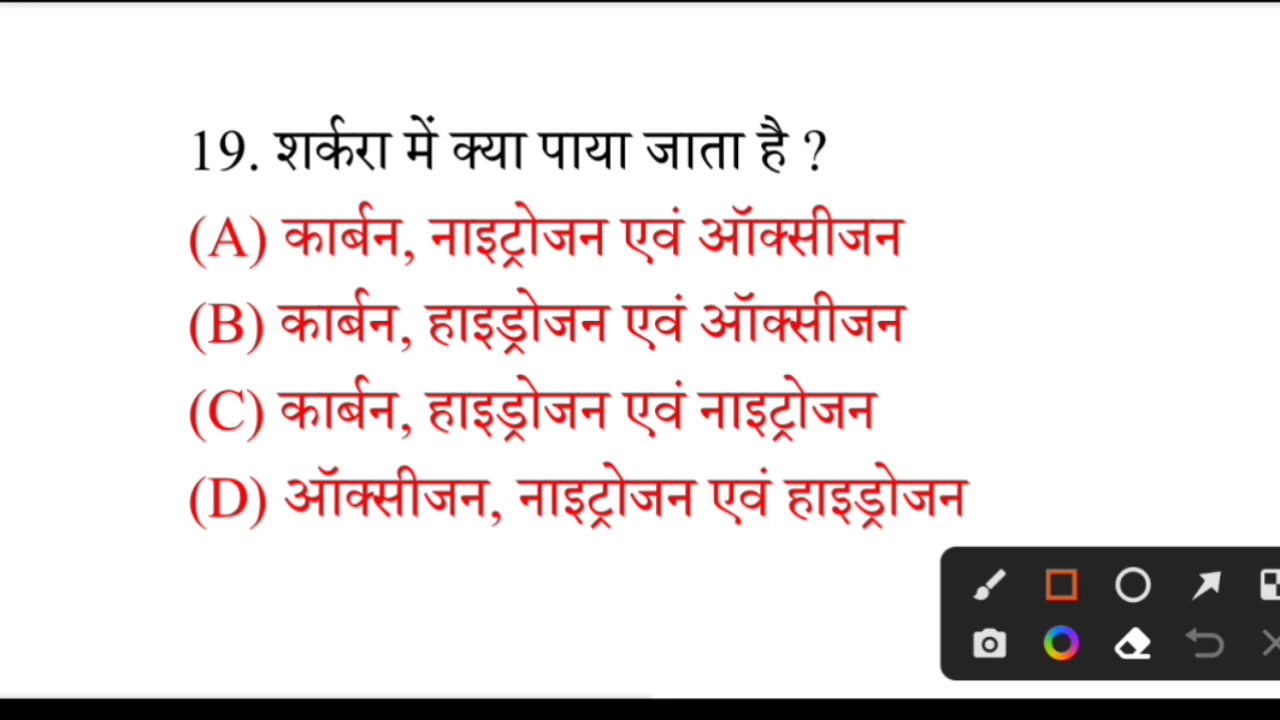 19. शर्करा में क्या पाया जाता है ?
(A) कार्बन, नाइट्रोजन एवं ऑक्सीजन
(B) कार्बन, हाइड्रोजन एवं ऑक्सीजन
(C) कार्बन, हाइड्रोजन एवं नाइट्रोजन
(D) ऑक्सीजन, नाइट्रोजन एवं हाइड्रोजन